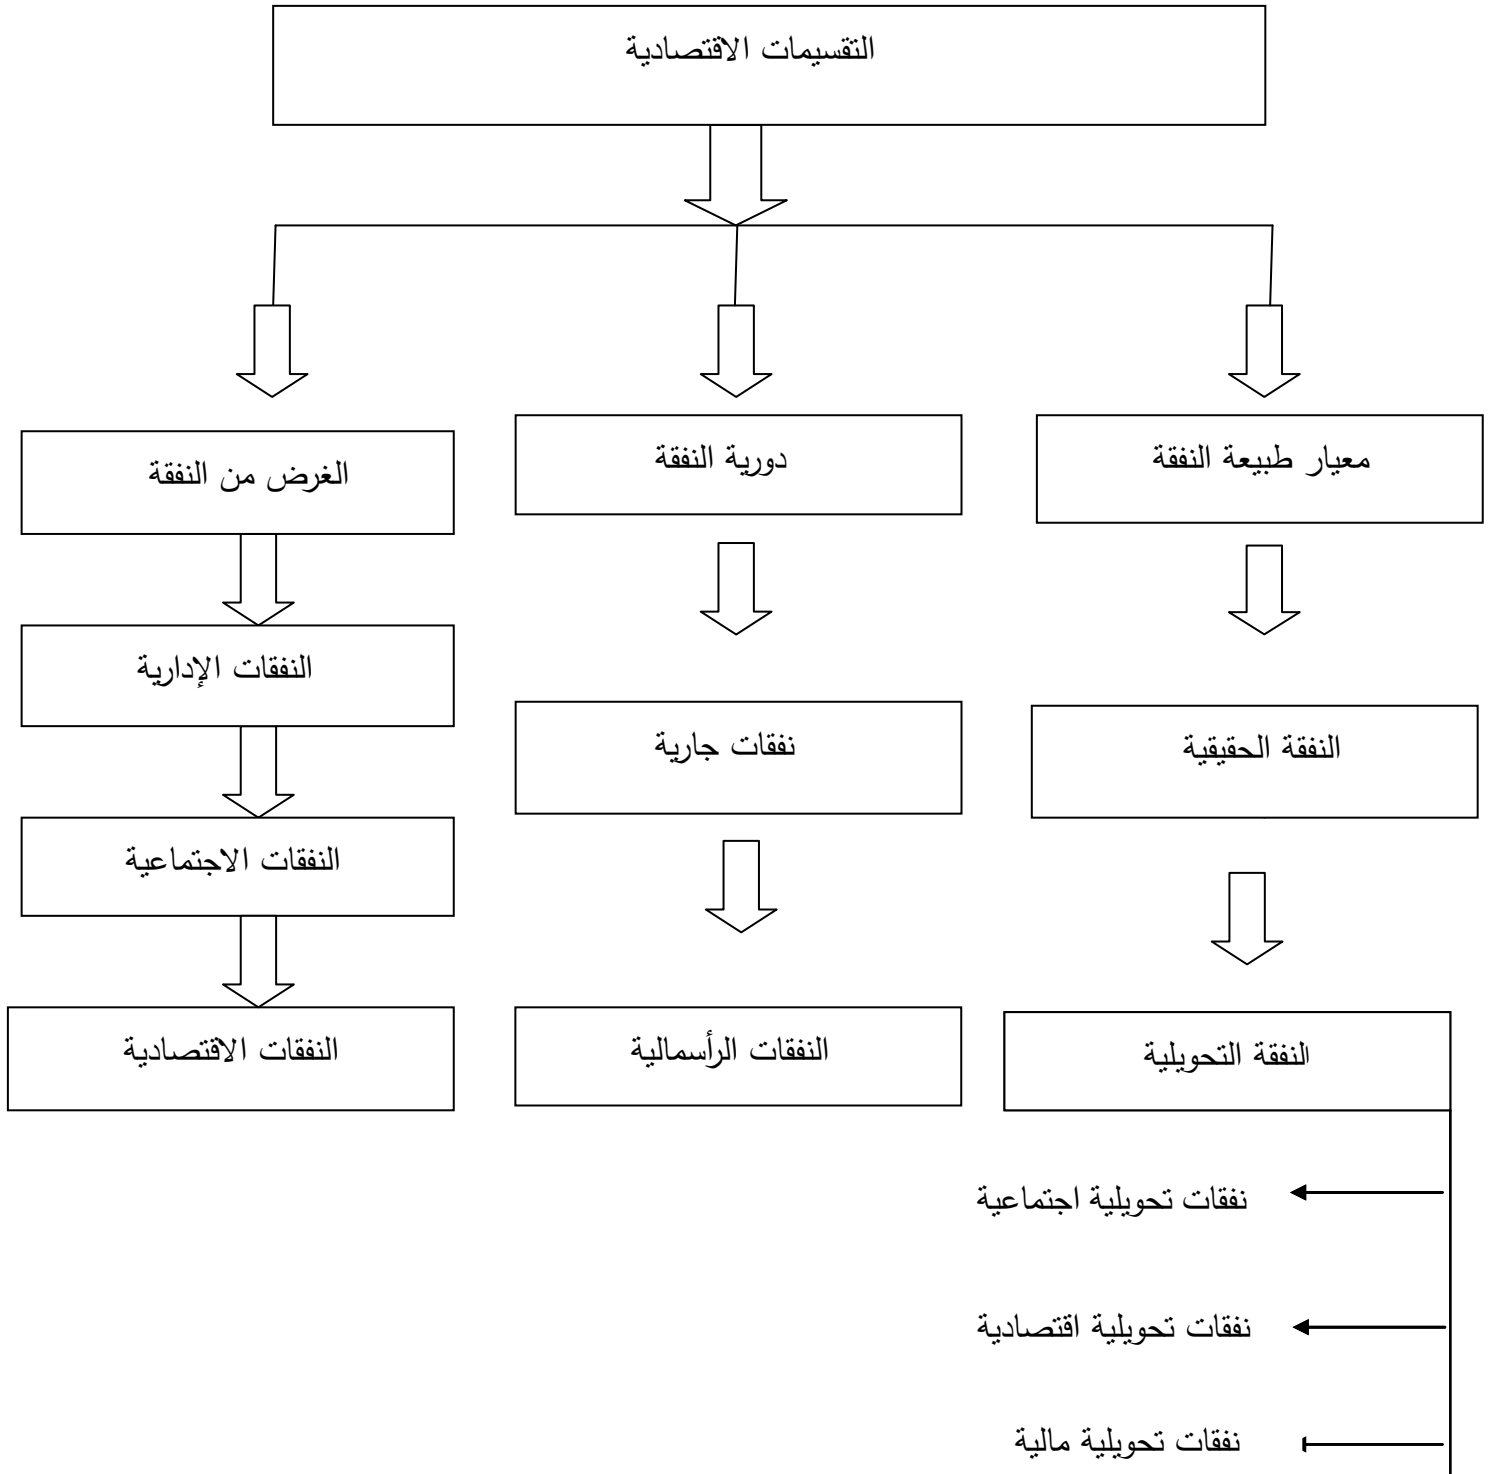 التقسيمات الاقتصادية
معيار طبيعة النفقة
دورية النفقة
الغرض من النفقة
النفقات الإدارية
النفقة الحقيقية
نفقات جارية
النفقات الاجتماعية
النفقة التحويلية
النفقات الرأسمالية
النفقات الاقتصادية
نفقات تحويلية اجتماعية
نفقات تحويلية اقتصادية
نفقات تحويلية مالية